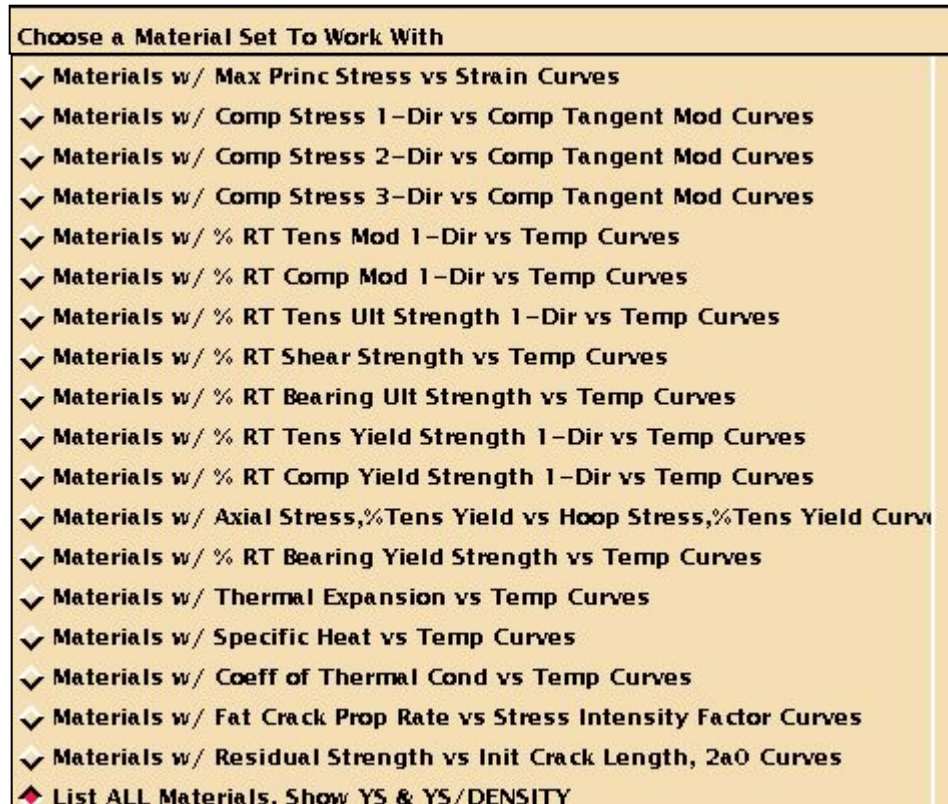 Choose a Material Set To Work With
Materials w/ Max Princ Stress vs Strain Curves
Materials w/ Comp Stress 1-Dir vs Comp Tangent Mod Curves
Materials w/ Comp Stress 2-Dir vs Comp Tangent Mod Curves
Materials w/ Comp Stress 3-Dir vs Comp Tangent Mod Curves
Materials w/ % RT Tens Mod 1-Dir vs Temp Curves
Materials w/ % RT Comp Mod 1-Dir vs Temp Curves
Materials w/ % RT Tens Ult Strength 1-Dir vs Temp Curves
Materials w/ % RT Shear Strength vs Temp Curves
Materials w/ % RT Bearing Ult Strength vs Temp Curves
Materials w/ % RT Tens Yield Strength 1-Dir vs Temp Curves
Materials w/ % RT Comp Yield Strength 1-Dir vs Temp Curves
Materials w/ Axial Stress,%Tens Yield vs Hoop Stress,%Tens Yield Curv
Materials w/ % RT Bearing Yield Strength vs Temp Curves
Materials w/ Thermal Expansion vs Temp Curves
Materials w/ Specific Heat vs Temp Curves
Materials w/ Coeff of Thermal Cond vs Temp Curves
Materials w/ Fat Crack Prop Rate vs Stress Intensity Factor Curves
Materials w/ Residual Strength vs Init Crack Length, 2a0 Curves
List ALL Materials, Show YS & YS/DENSITY